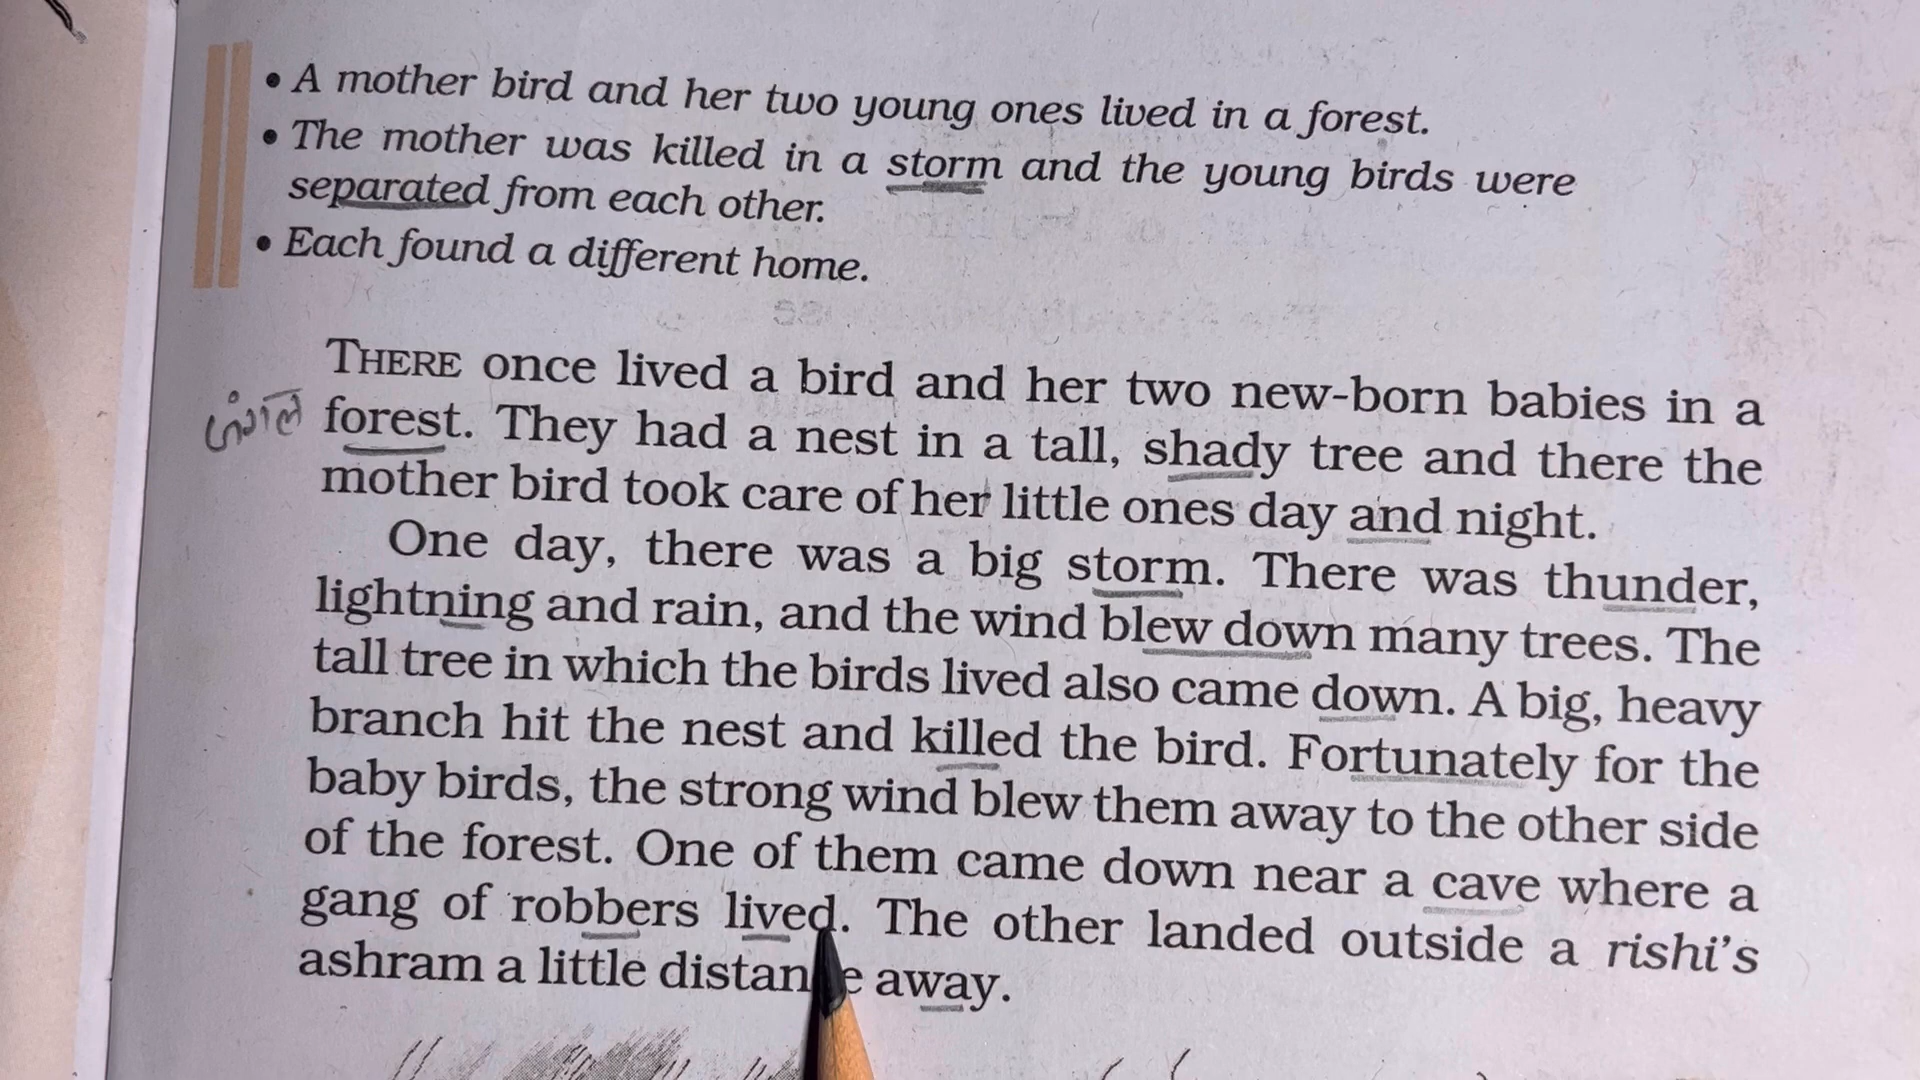 • A mother bird and her two young ones lived in a forest.
• The mother was killed in a storm and the young birds were
separated from each other.
• Each found a different home.
THERE once lived a bird and her two new-born babies in a
जंगल forest. They had a nest in a tall, shady tree and there the
mother bird took care of her little ones day and night.
One day, there was a big storm. There was thunder,
lightning and rain, and the wind blew down many trees. The
tall tree in which the birds lived also came down. A big, heavy
branch hit the nest and killed the bird. Fortunately for the
baby birds, the strong wind blew them away to the other side
of the forest. One of them came down near a cave where a
gang of robbers lived. The other landed outside a rishi's
ashram a little distance away.